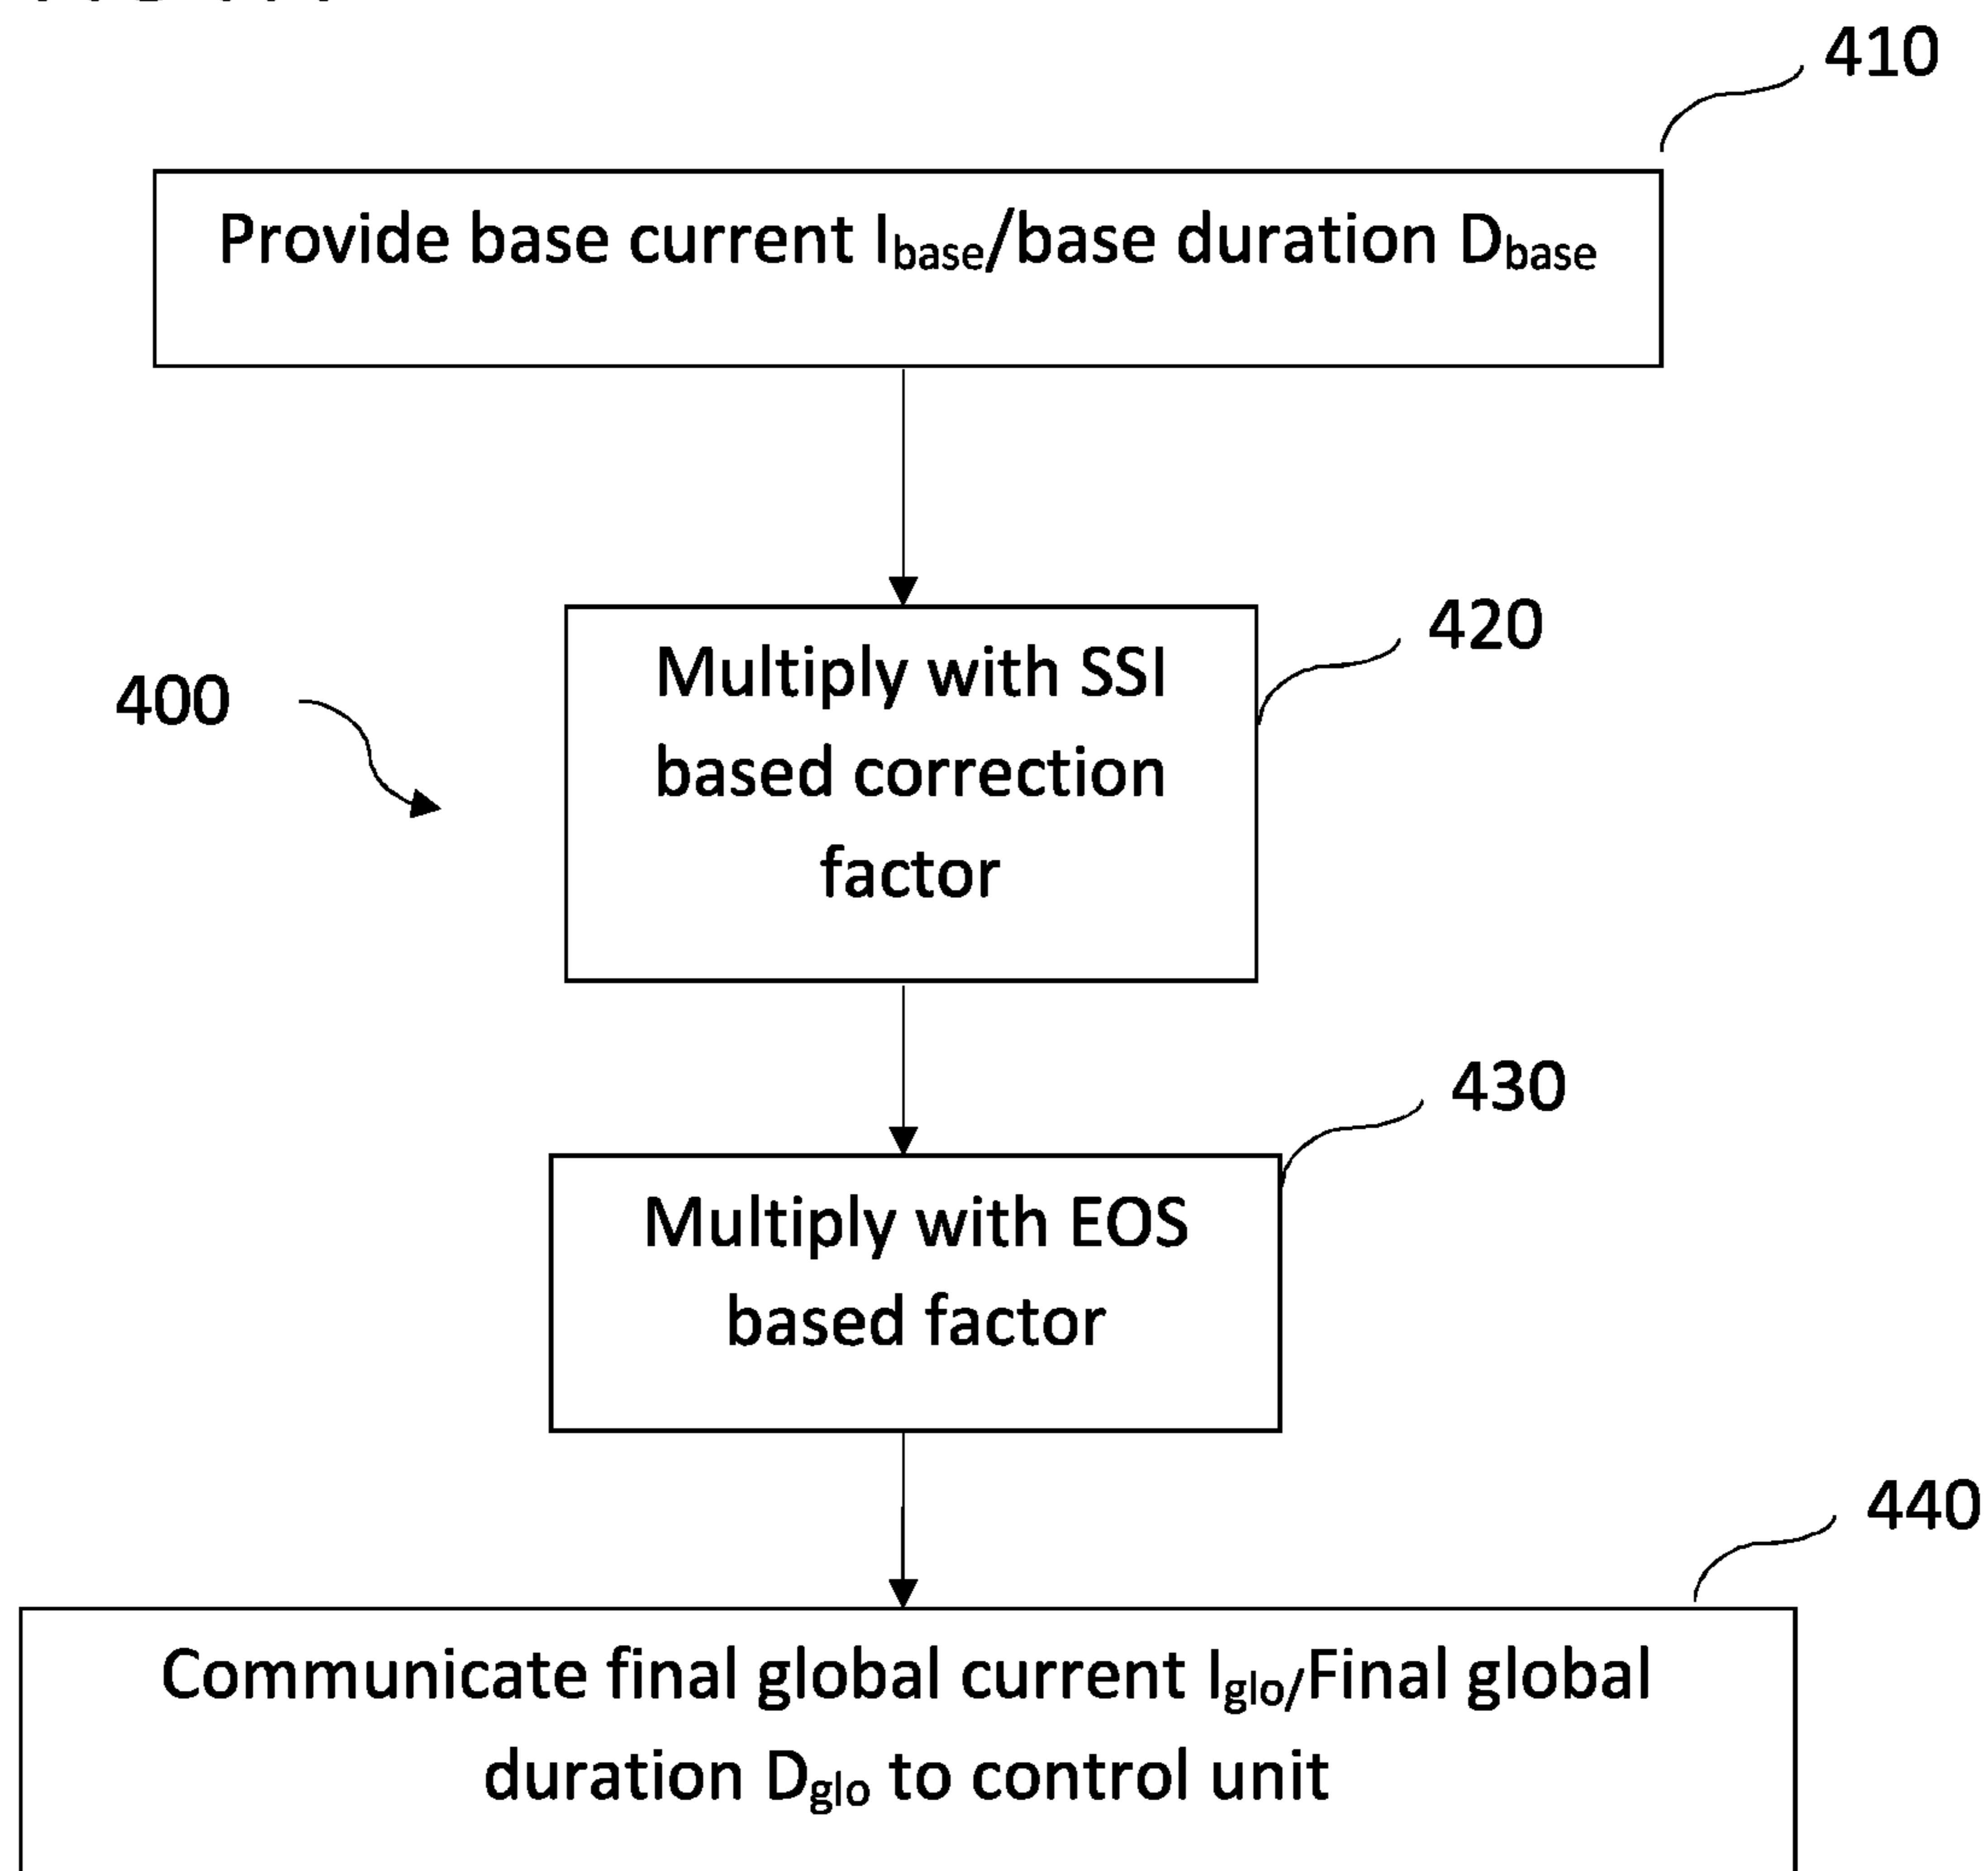 410
Provide base current Ibase/base duration Dbase
420
Multiply with SSI
based correction
factor
400
430
Multiply with EOS
based factor
440
Communicate final global current Iglo/Final global
duration Dglo to control unit